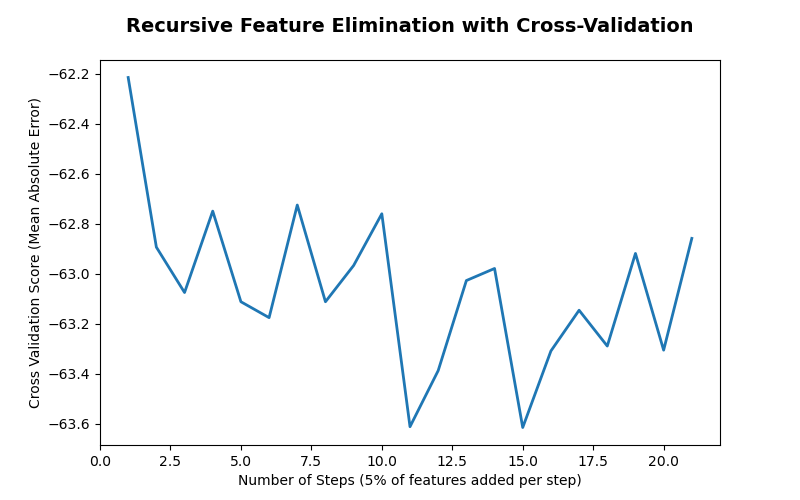 Recursive Feature Elimination with Cross-Validation
Cross Validation Score (Mean Absolute Error)
−62.2
−62.4
−62.6
−62.8
−63.0
−63.2
−63.4
−63.6
0.0 2.5 5.0 7.5 10.0 12.5 15.0 17.5 20.0
Number of Steps (5% of features added per step)